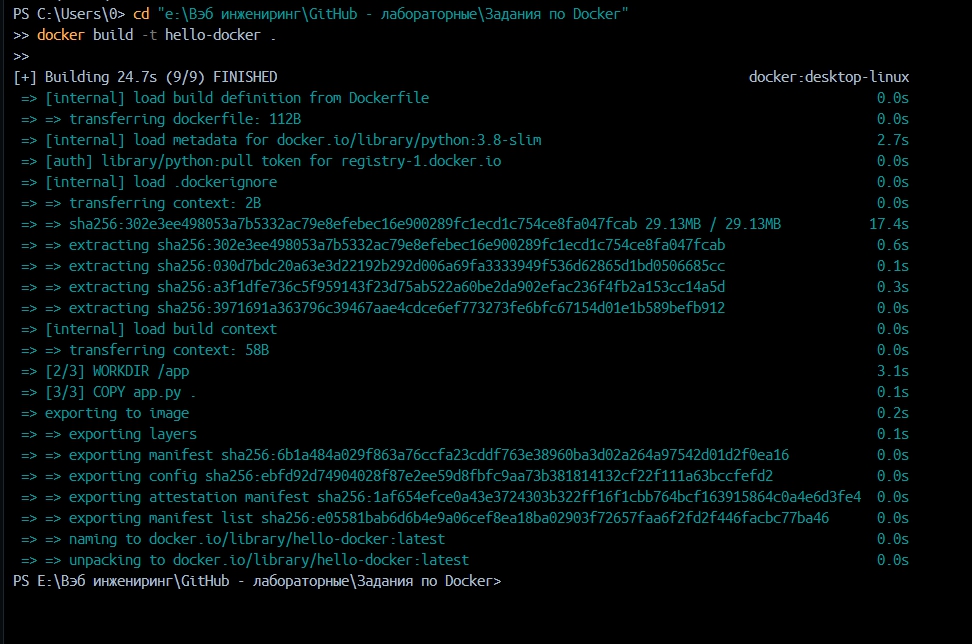 PS C:\Users\0> cd "e:\Вэб инжениринг\GitHub - лабораторные\Задания по Docker"
>> docker build -t hello-docker .
>>
[+] Building 24.7s (9/9) FINISHED docker:desktop-linux
=> [internal] load build definition from Dockerfile 0.0s
=> => transferring dockerfile: 112B 0.0s
=> [internal] load metadata for docker.io/library/python:3.8-slim 2.7s
=> [auth] library/python:pull token for registry-1.docker.io 0.0s
=> [internal] load .dockerignore 0.0s
=> => transferring context: 2B 0.0s
=> => sha256:302e3ee498053a7b5332ac79e8efebec16e900289fc1ecd1c754ce8fa047fcab 29.13MB / 29.13MB 17.4s
=> => extracting sha256:302e3ee498053a7b5332ac79e8efebec16e900289fc1ecd1c754ce8fa047fcab 0.6s
=> => extracting sha256:030d7bdc20a63e3d22192b292d006a69fa3333949f536d62865d1bd0506685cc 0.1s
=> => extracting sha256:a3f1dfe736c5f959143f23d75ab522a60be2da902efac236f4fb2a153cc14a5d 0.3s
=> => extracting sha256:3971691a363796c39467aae4cdce6ef773273fe6bfc67154d01e1b589befb912 0.0s
=> [internal] load build context 0.0s
=> => transferring context: 58B 0.0s
=> [2/3] WORKDIR /app 3.1s
=> [3/3] COPY app.py . 0.1s
=> exporting to image 0.2s
=> => exporting layers 0.1s
=> => exporting manifest sha256:6b1a484a029f863a76ccfa23cddf763e38960ba3d02a264a97542d01d2f0ea16 0.0s
=> => exporting config sha256:ebfd92d74904028f87e2ee59d8fbfc9aa73b381814132cf22f111a63bccfefd2 0.0s
=> => exporting attestation manifest sha256:1af654efce0a43e3724303b322ff16f1cbb764bcf163915864c0a4e6d3fe4 0.0s
=> => exporting manifest list sha256:e05581bab6d6b4e9a06cef8ea18ba02903f72657faa6f2fd2f446facbc77ba46 0.0s
=> => naming to docker.io/library/hello-docker:latest 0.0s
=> => unpacking to docker.io/library/hello-docker:latest 0.0s
PS E:\Вэб инжениринг\GitHub - лабораторные\Задания по Docker>